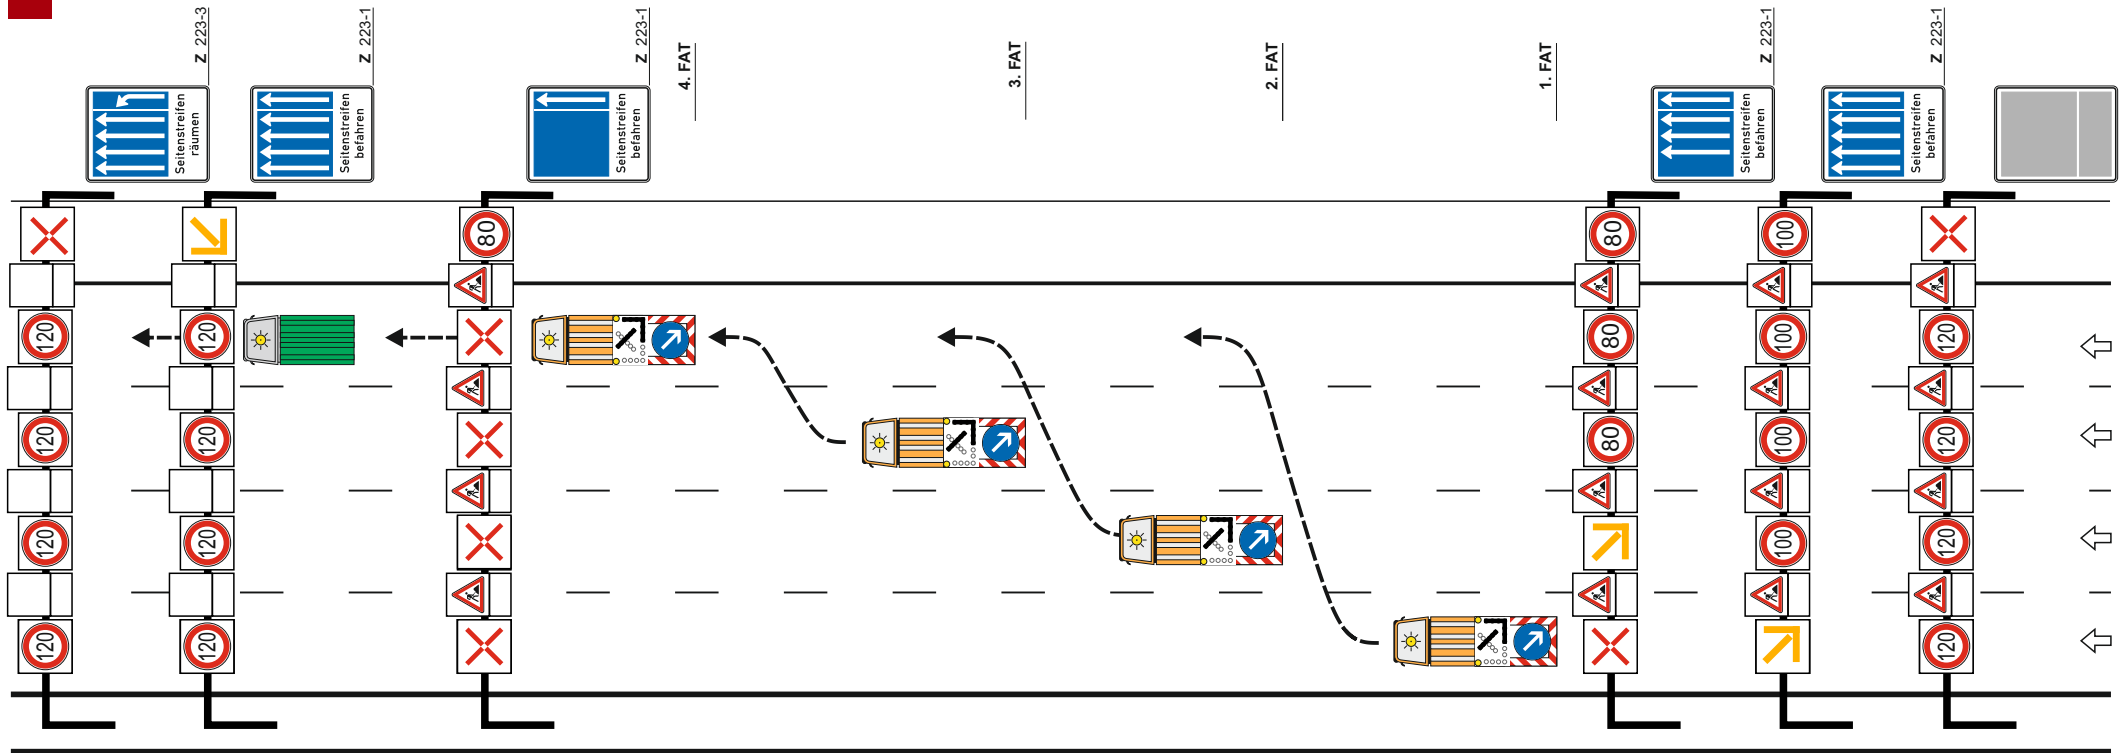 Z 223-3
Z 223-1
Z 223-1
4. FAT
3. FAT
2. FAT
1. FAT
Z 223-1
Z 223-1
Seitenstreifen
räumen
Seitenstreifen
befahren
Seitenstreifen
befahren
Seitenstreifen
befahren
Seitenstreifen
befahren
80
80
100
120
120
80
100
120
120
120
80
100
120
120
120
100
120
120
120
120